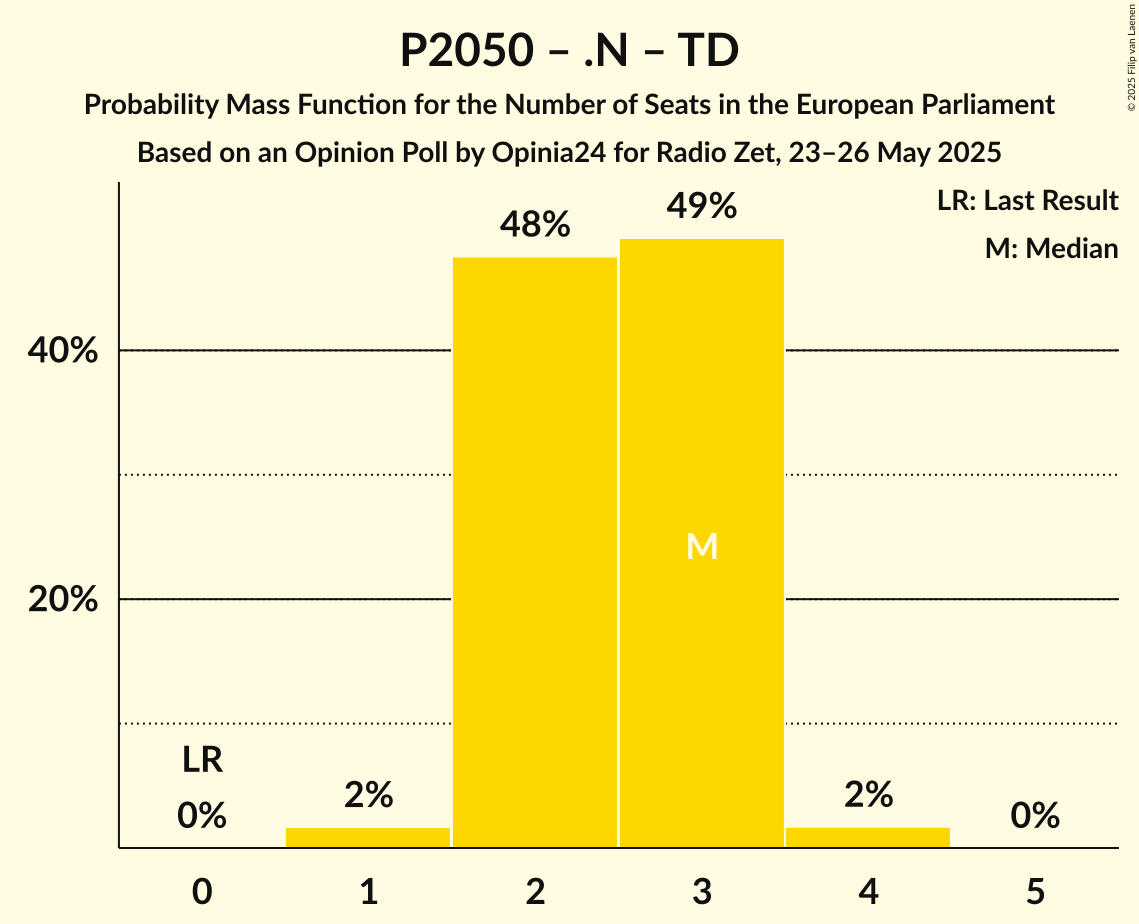 P2050 – .N – TD
Probability Mass Function for the Number of Seats in the European Parliament
Based on an Opinion Poll by Opinia24 for Radio Zet, 23–26 May 2025
© 2025 Filip van Laenen
LR: Last Result
M: Median
48%
49%
40%
M
20%
LR
0%
2%
2%
0%
0
1
2
3
4
5